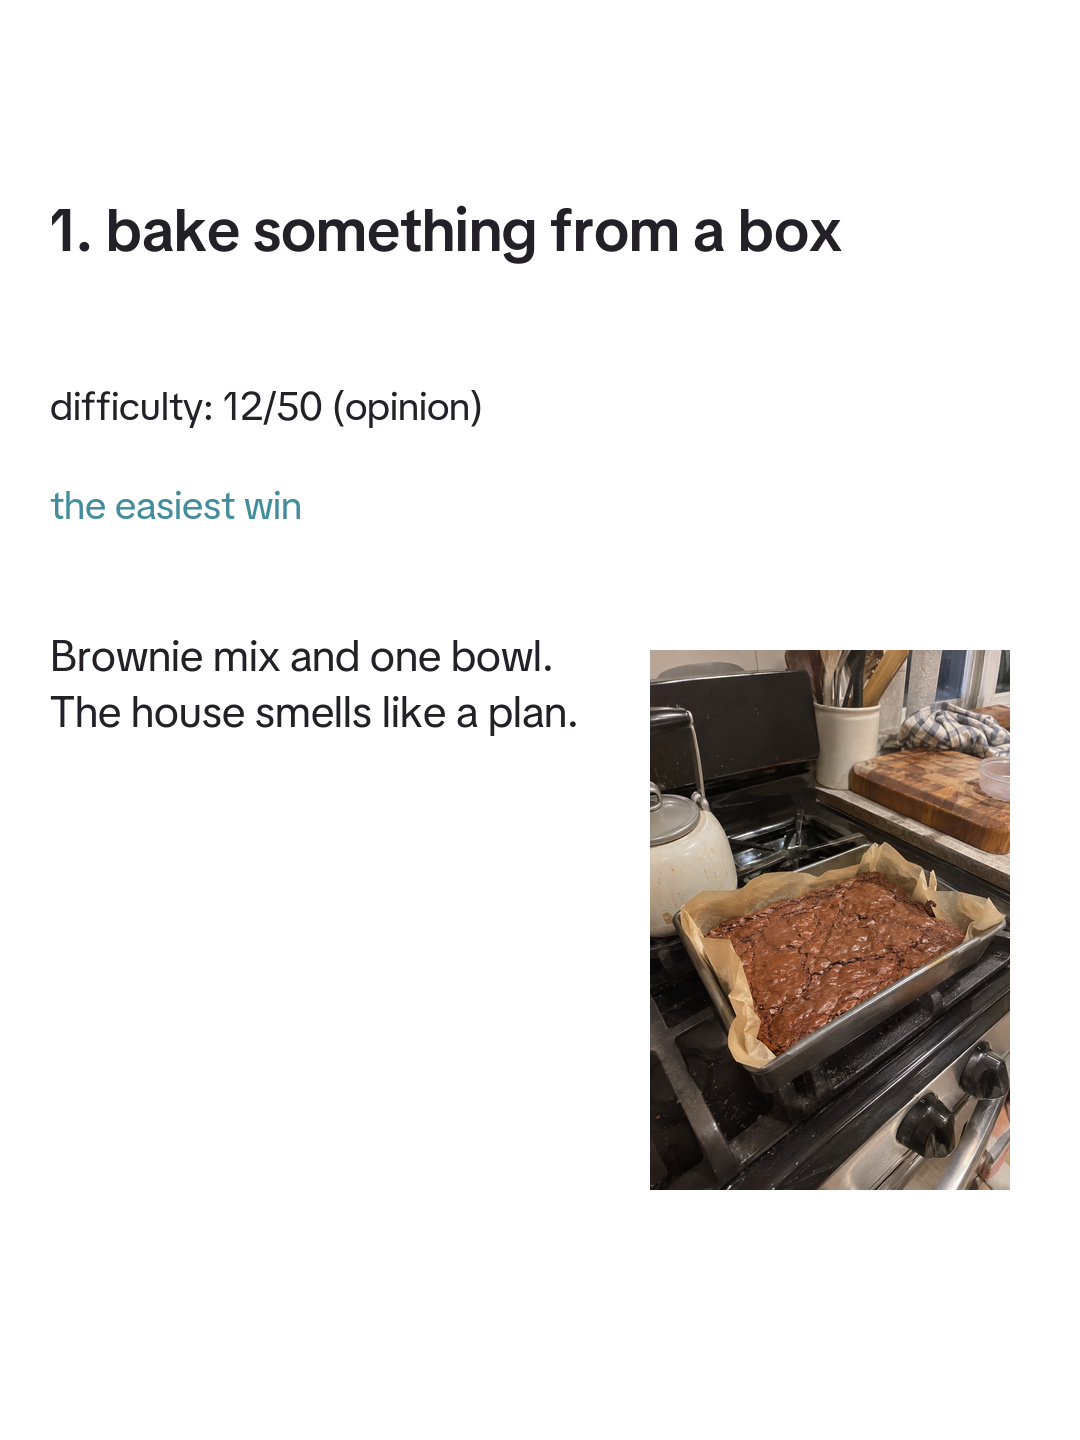 1. bake something from a box
difficulty: 12/50 (opinion)
the easiest win
Brownie mix and one bowl.
The house smells like a plan.